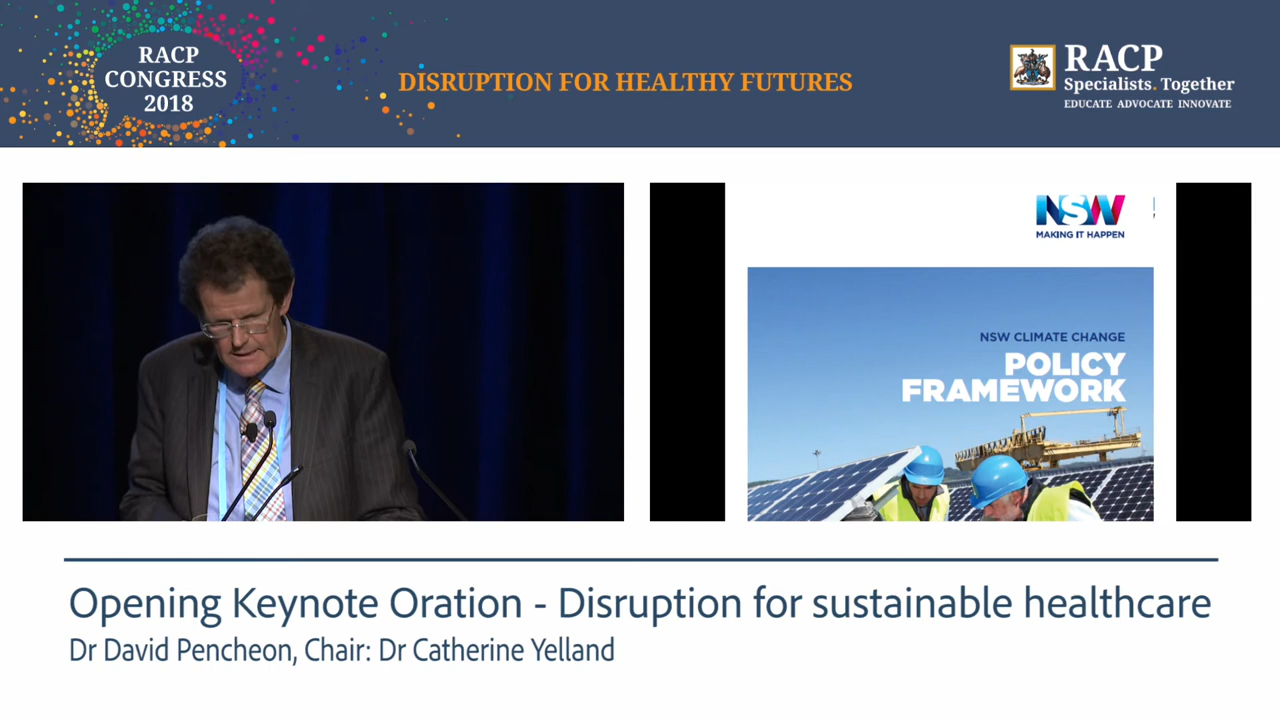 RACP
CONGRESS
2018
DISRUPTION FOR HEALTHY FUTURES
RACP
Specialists. Together
EDUCATE ADVOCATE INNOVATE
NSW
MAKING IT HAPPEN
NSW CLIMATE CHANGE
POLICY
FRAMEWORK
Opening Keynote Oration - Disruption for sustainable healthcare
Dr David Pencheon, Chair: Dr Catherine Yelland